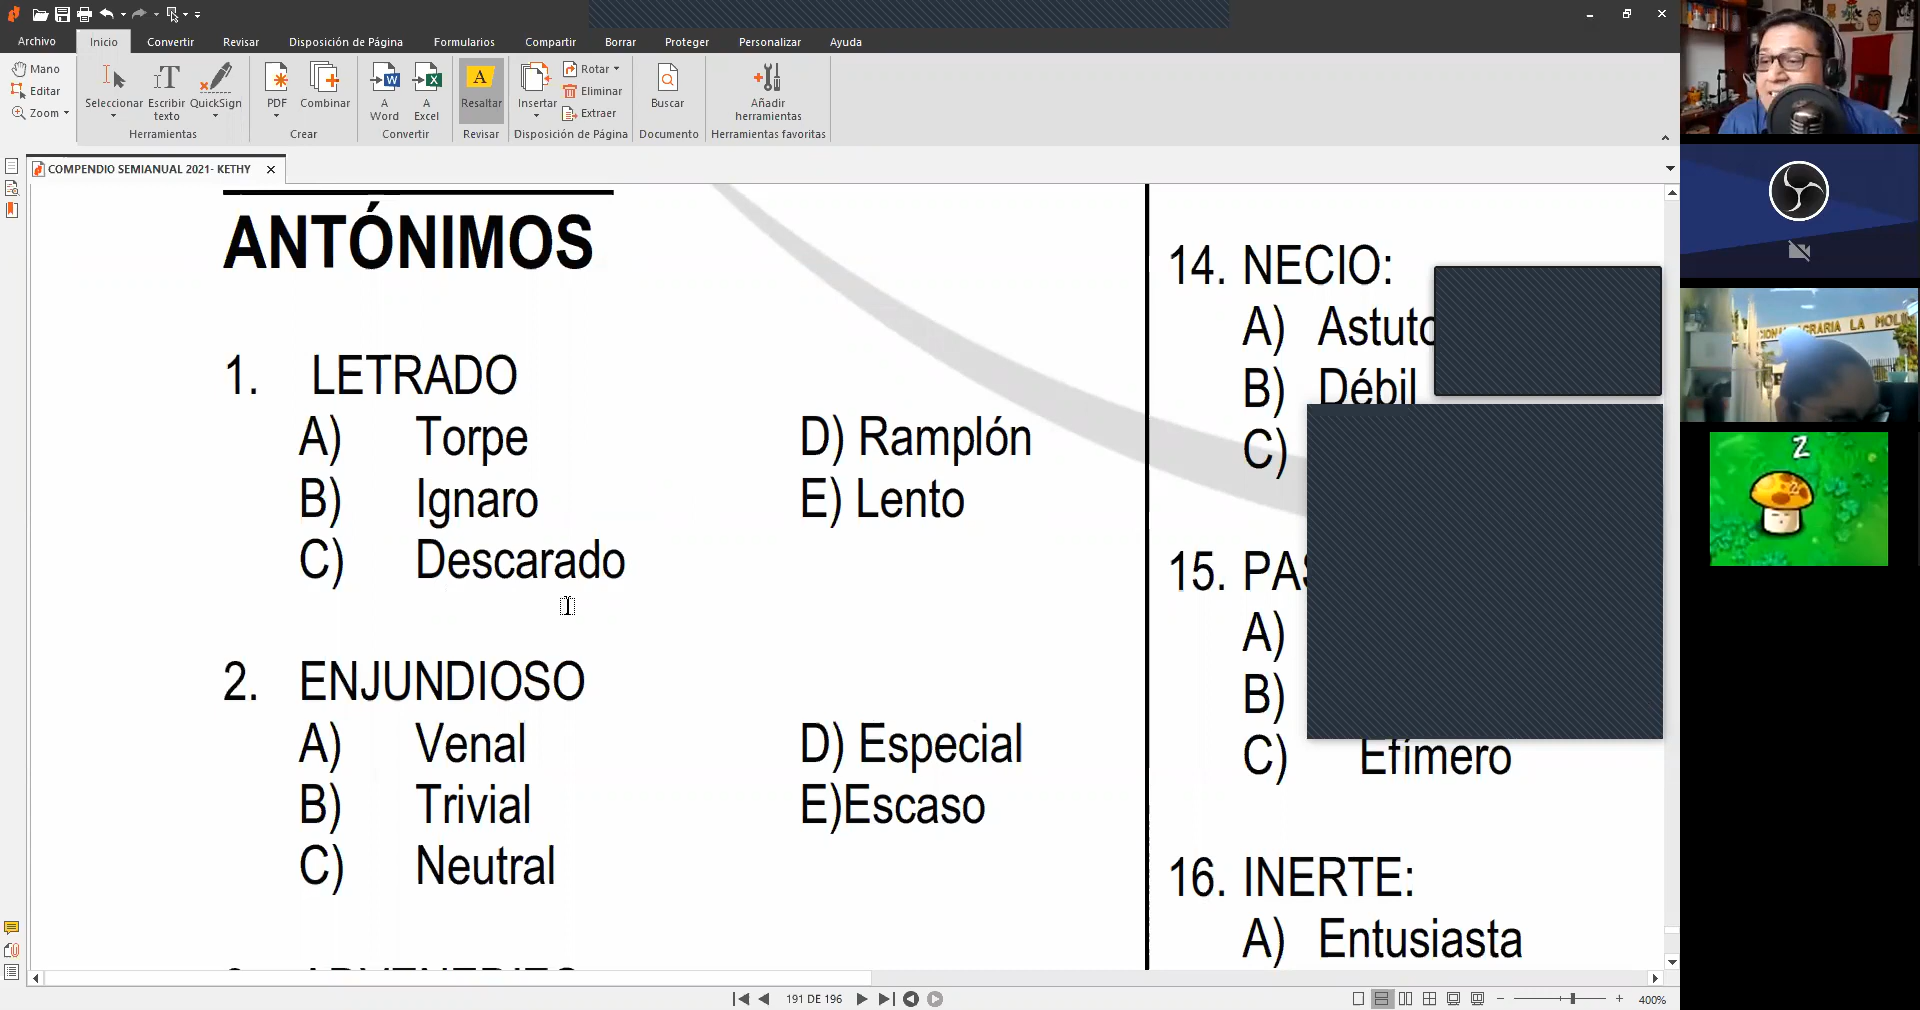 Archivo Inicio Convertir Revisar Disposición de Página Formularios Compartir Borrar Proteger Personalizar Ayuda
Mano
Editar
Zoom
Seleccionar
Escribir texto
QuickSign
Herramientas
PDF
Combinar
Crear
A Word
A Excel
Convertir
Resaltar
Revisar
Insertar
Rotar
Eliminar
Extraer
Disposición de Página
Buscar
Documento
Añadir herramientas
Herramientas favoritas
COMPENDIO SEMIANUAL 2021- KETHY
ANTÓNIMOS
1. LETRADO
A) Torpe D) Ramplón
B) Ignaro E) Lento
C) Descarado
2. ENJUNDIOSO
A) Venal D) Especial
B) Trivial E)Escaso
C) Neutral
14. NECIO:
A) Astuto
B) Débil
C)
15.
A)
B)
C) Efímero
16. INERTE:
A) Entusiasta
191 DE 196
400%
AGRARIA LA
Z